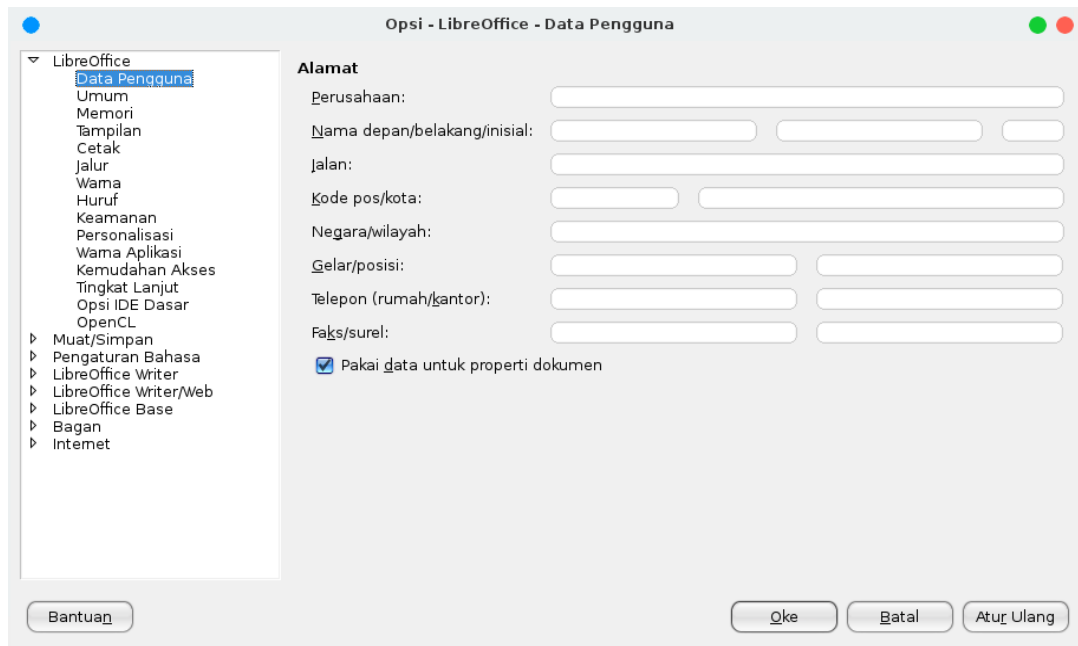 Opsi - LibreOffice - Data Pengguna
LibreOffice
Data Pengguna
Umum
Memori
Tampilan
Cetak
Jalur
Warna
Huruf
Keamanan
Personalisasi
Warna Aplikasi
Kemudahan Akses
Tingkat Lanjut
Opsi IDE Dasar
OpenCL
Muat/Simpan
Pengaturan Bahasa
LibreOffice Writer
LibreOffice Writer/Web
LibreOffice Base
Bagan
Internet
Alamat
Perusahaan:
Nama depan/belakang/inisial:
Jalan:
Kode pos/kota:
Negara/wilayah:
Gelar/posisi:
Telepon (rumah/kantor):
Faks/surel:
Pakai data untuk properti dokumen
Bantuan
Oke
Batal
Atur Ulang